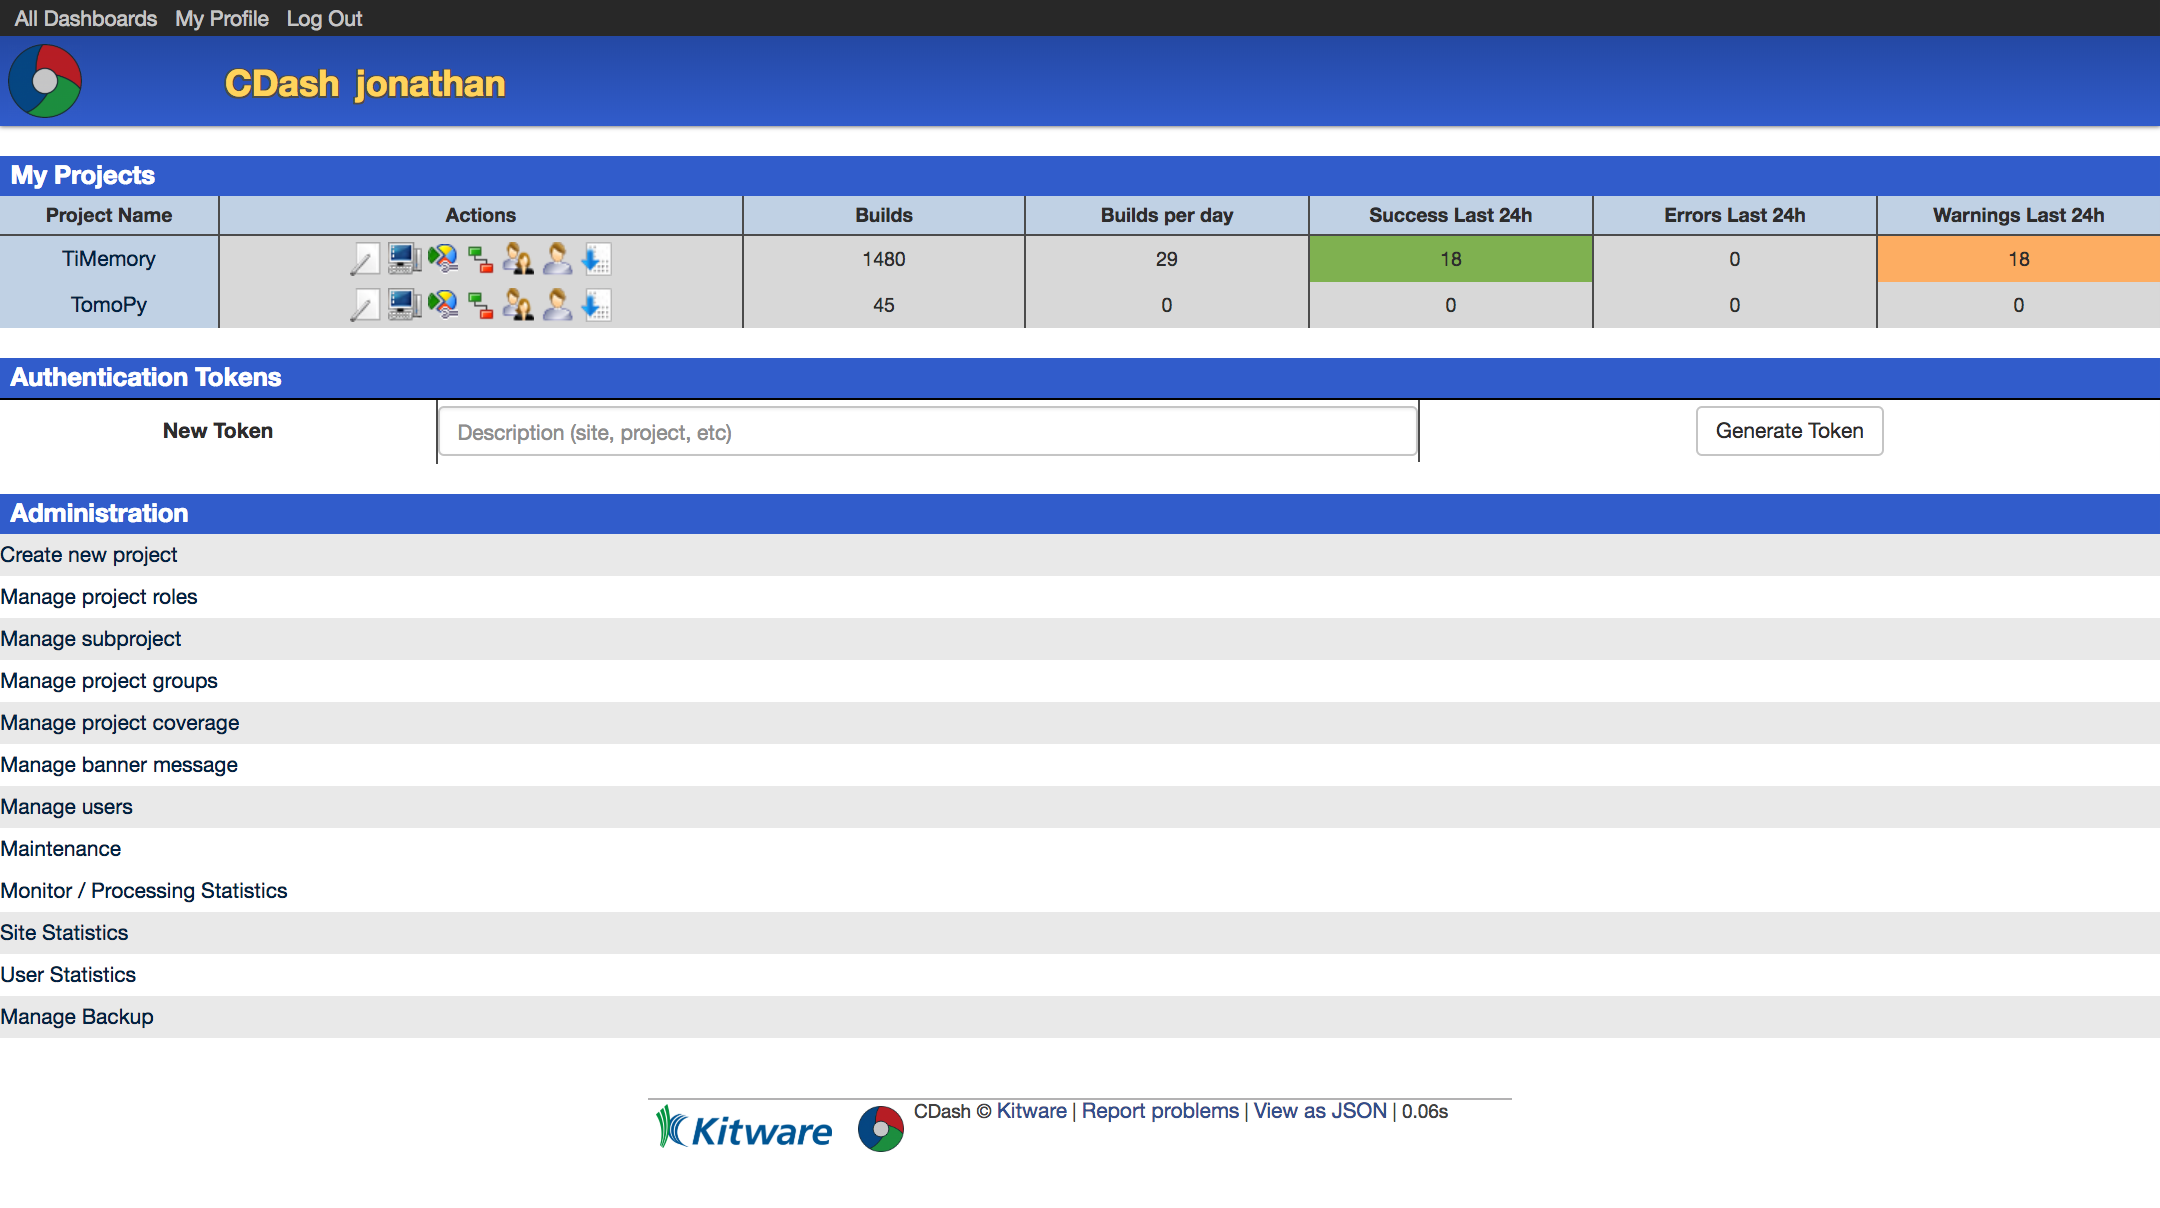 All Dashboards My Profile Log Out
CDash jonathan
My Projects
Project Name Actions Builds Builds per day Success Last 24h Errors Last 24h Warnings Last 24h
TiMemory 1480 29 18 0 18
TomoPy 45 0 0 0 0
Authentication Tokens
New Token Description (site, project, etc) Generate Token
Administration
Create new project
Manage project roles
Manage subproject
Manage project groups
Manage project coverage
Manage banner message
Manage users
Maintenance
Monitor / Processing Statistics
Site Statistics
User Statistics
Manage Backup
Kitware CDash © Kitware | Report problems | View as JSON | 0.06s